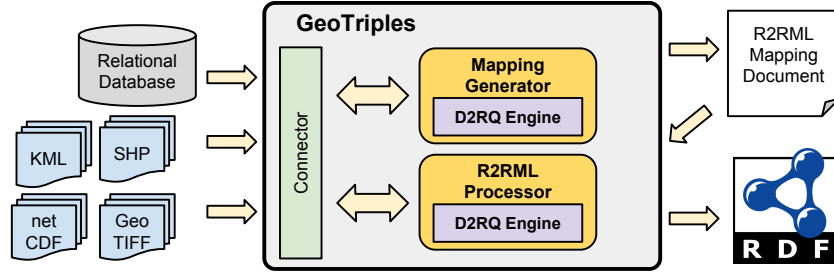 GeoTriples
Relational
Database
KML
SHP
net
CDF
Geo
TIFF
Connector
Mapping
Generator
D2RQ Engine
R2RML
Processor
D2RQ Engine
R2RML
Mapping
Document
RDF